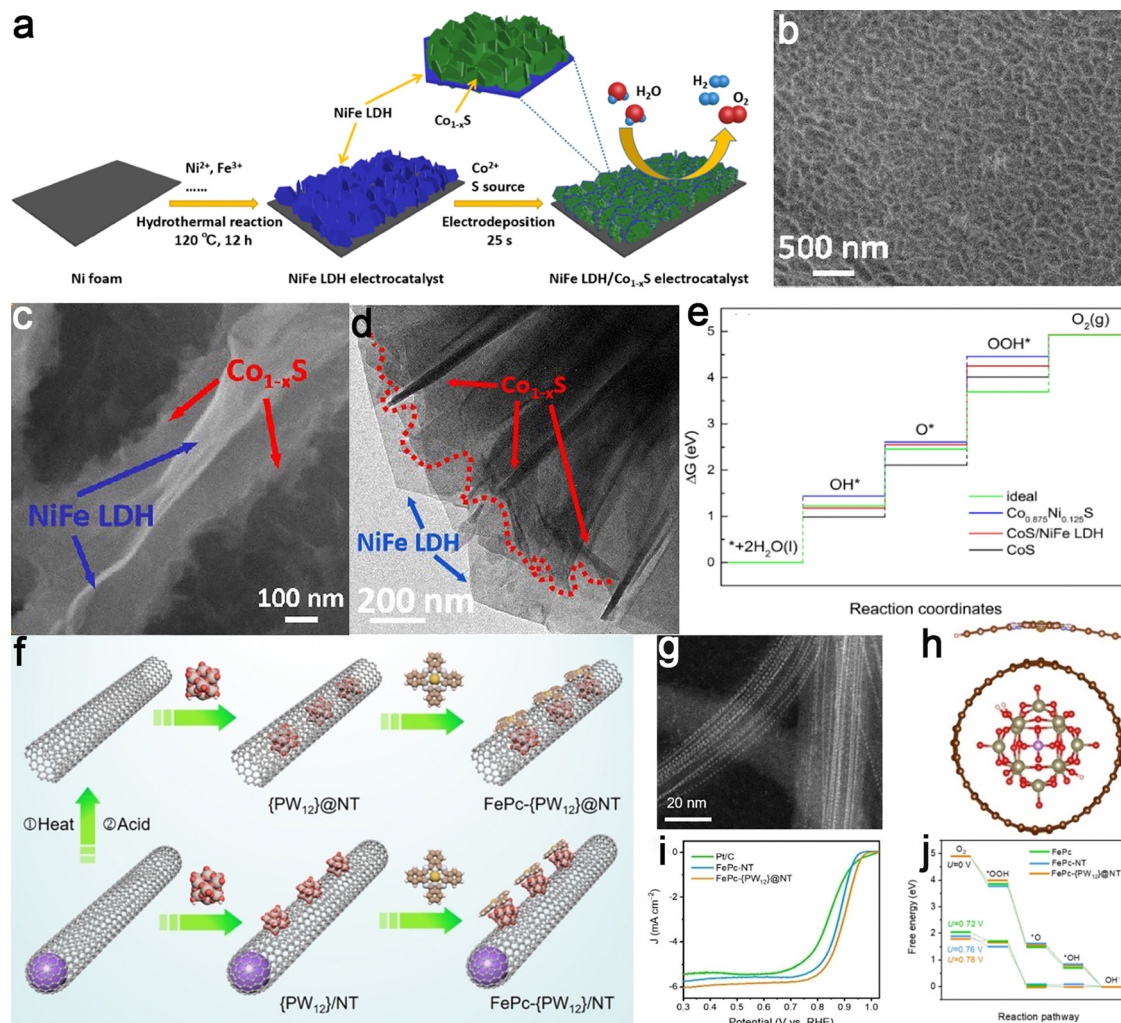 a
NiFe LDH
Co1-xS
H2O
H2
O2
Ni2+, Fe3+
......
Hydrothermal reaction
120 °C, 12 h
Co2+
S source
Electrodeposition
25 s
Ni foam
NiFe LDH electrocatalyst
NiFe LDH/Co1-xS electrocatalyst
b
500 nm
c
Co1-xS
NiFe LDH
100 nm
d
Co1-xS
NiFe LDH
200 nm
e
ΔG (eV)
5
4
3
2
1
0
*+2H2O(l)
OH*
O*
OOH*
O2(g)
ideal
Co0.875Ni0.125S
CoS/NiFe LDH
CoS
Reaction coordinates
f
①Heat
②Acid
{PW12}@NT
FePc-{PW12}@NT
{PW12}/NT
FePc-{PW12}/NT
g
20 nm
h
i
J (mA cm-2)
0
-2
-4
-6
Pt/C
FePc-NT
FePc-{PW12}@NT
0.3
0.4
0.5
0.6
0.7
0.8
0.9
1.0
Potential (V vs. RHE)
j
Free energy (eV)
5
4
3
2
1
0
O2
U=0 V
*OOH
*O
*OH
OH-
U=0.72 V
U=0.76 V
U=0.78 V
FePc
FePc-NT
FePc-{PW12}@NT
Reaction pathway